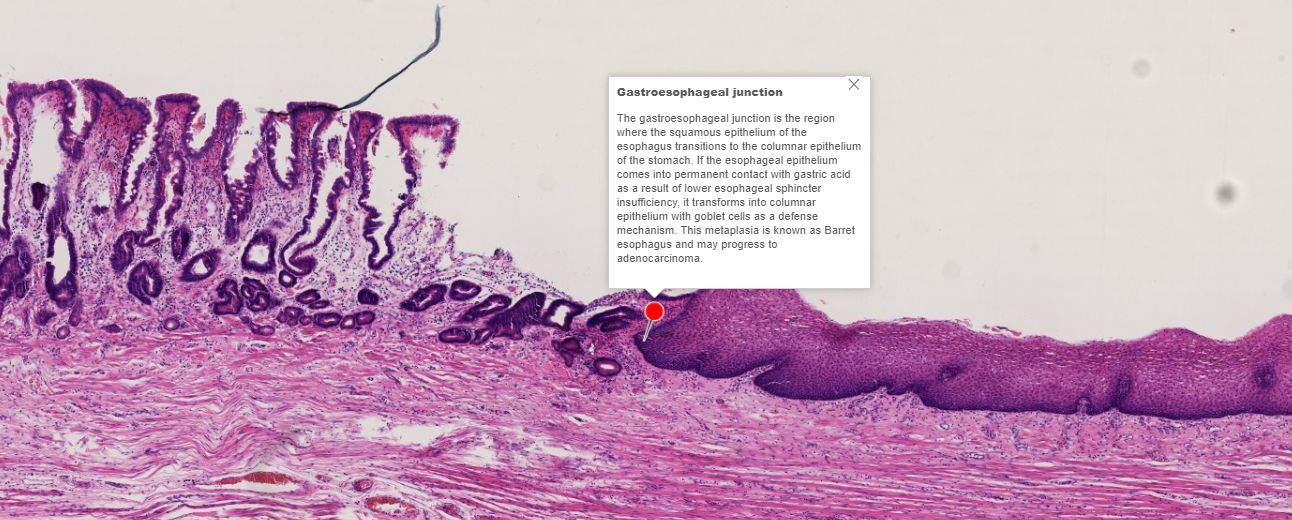 Gastroesophageal junction
The gastroesophageal junction is the region
where the squamous epithelium of the
esophagus transitions to the columnar epithelium
of the stomach. If the esophageal epithelium
comes into permanent contact with gastric acid
as a result of lower esophageal sphincter
insufficiency, it transforms into columnar
epithelium with goblet cells as a defense
mechanism. This metaplasia is known as Barret
esophagus and may progress to
adenocarcinoma.